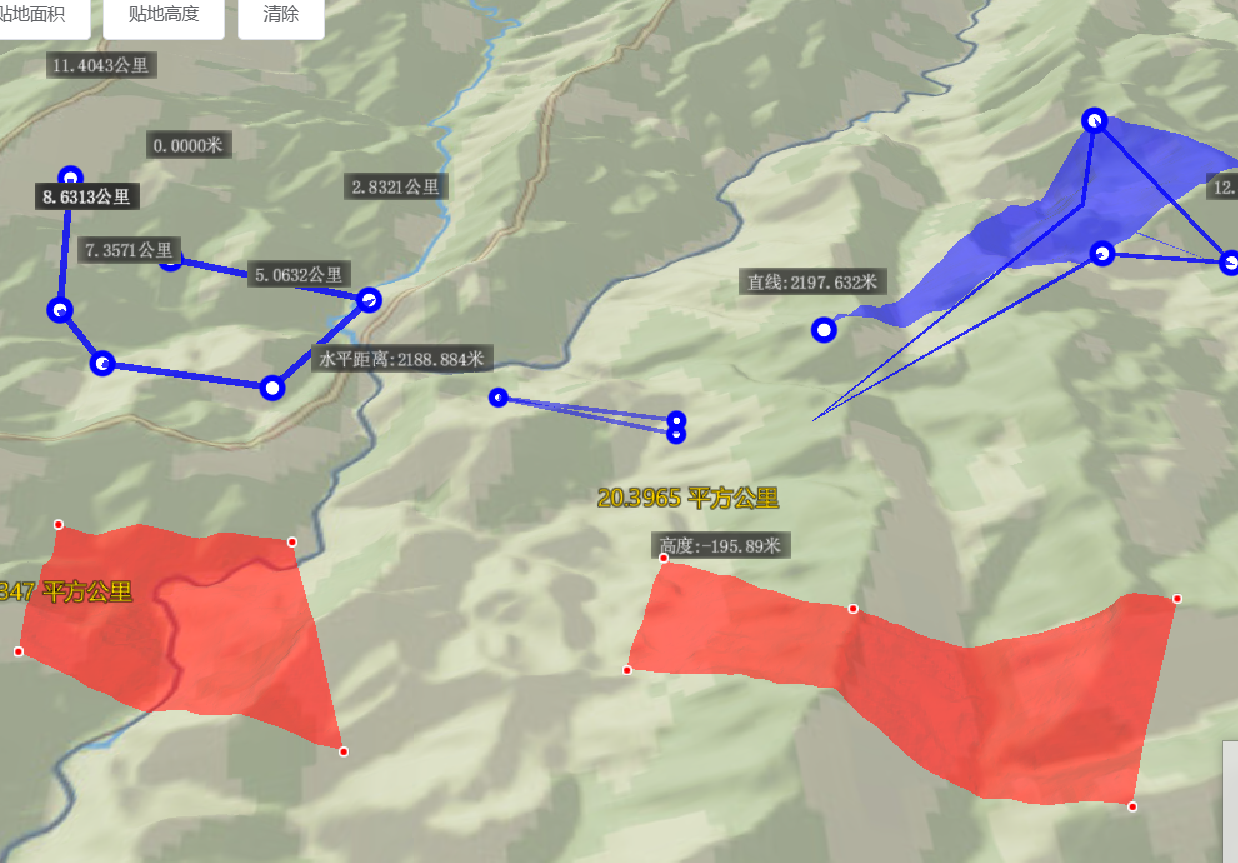 贴地面积
贴地高度
清除
11.4043公里
0.0000米
2.8321公里
8.6313公里
7.3571公里
5.0632公里
直线:2197.632米
12.
水平距离:2188.884米
20.3965 平方公里
高度:-195.89米
347 平方公里